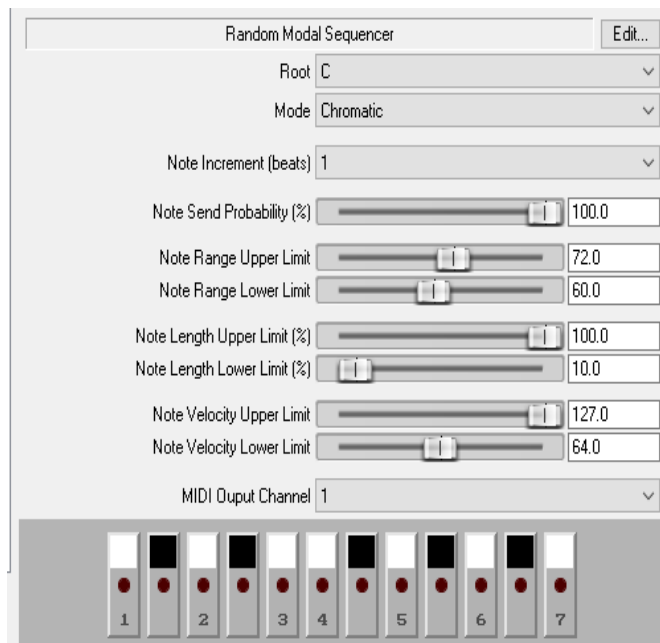 Random Modal Sequencer Edit...
Root C
Mode Chromatic
Note Increment (beats) 1
Note Send Probability (%) 100.0
Note Range Upper Limit 72.0
Note Range Lower Limit 60.0
Note Length Upper Limit (%) 100.0
Note Length Lower Limit (%) 10.0
Note Velocity Upper Limit 127.0
Note Velocity Lower Limit 64.0
MIDI Ouput Channel 1
1 2 3 4 5 6 7